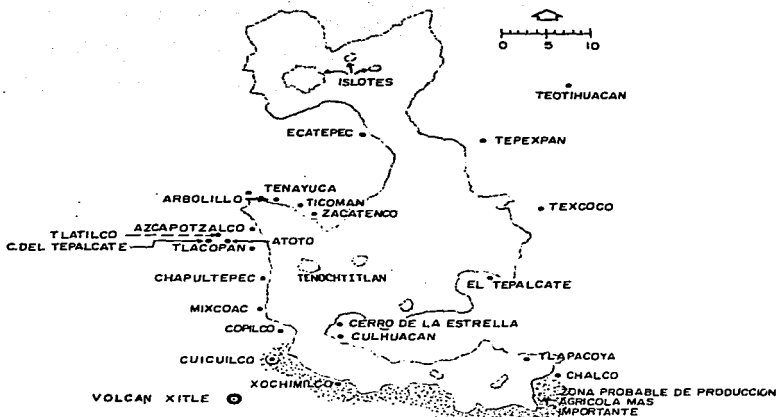 0 5 10
ISLOTES
TEOTIHUACAN
ECATEPEC
TEPEXPAN
TENAYUCA
ARBOLILLO
TICOMAN
ZACATENCO
TEXCOCO
AZCAPOTZALCO
TLATILCO
C.DEL TEPALCATE
TLACOPAN
ATOTO
CHAPULTEPEC
TENOCHTITLAN
EL TEPALCATE
MIXCOAC
COPILCO
CERRO DE LA ESTRELLA
CULHUACAN
CUICUILCO
TLAPACOYA
CHALCO
XOCHIMILCO
VOLCAN XITLE
ZONA PROBABLE DE PRODUCCION
AGRICOLA MAS
IMPORTANTE